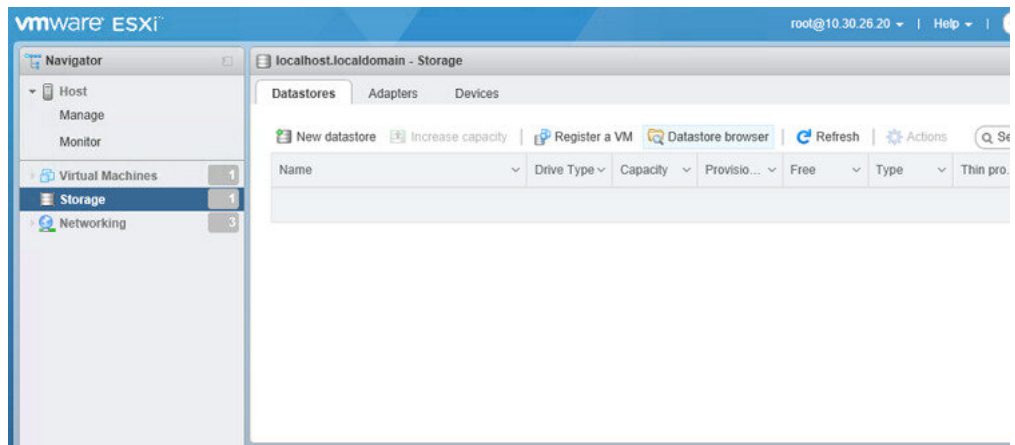 vmware ESXi™ root@10.30.26.20 | Help |
Navigator
Host
Manage
Monitor
Virtual Machines 1
Storage 1
Networking 3
localhost.localdomain - Storage
Datastores Adapters Devices
New datastore Increase capacity | Register a VM Datastore browser | Refresh | Actions Se
Name Drive Type Capacity Provisio... Free Type Thin pro.